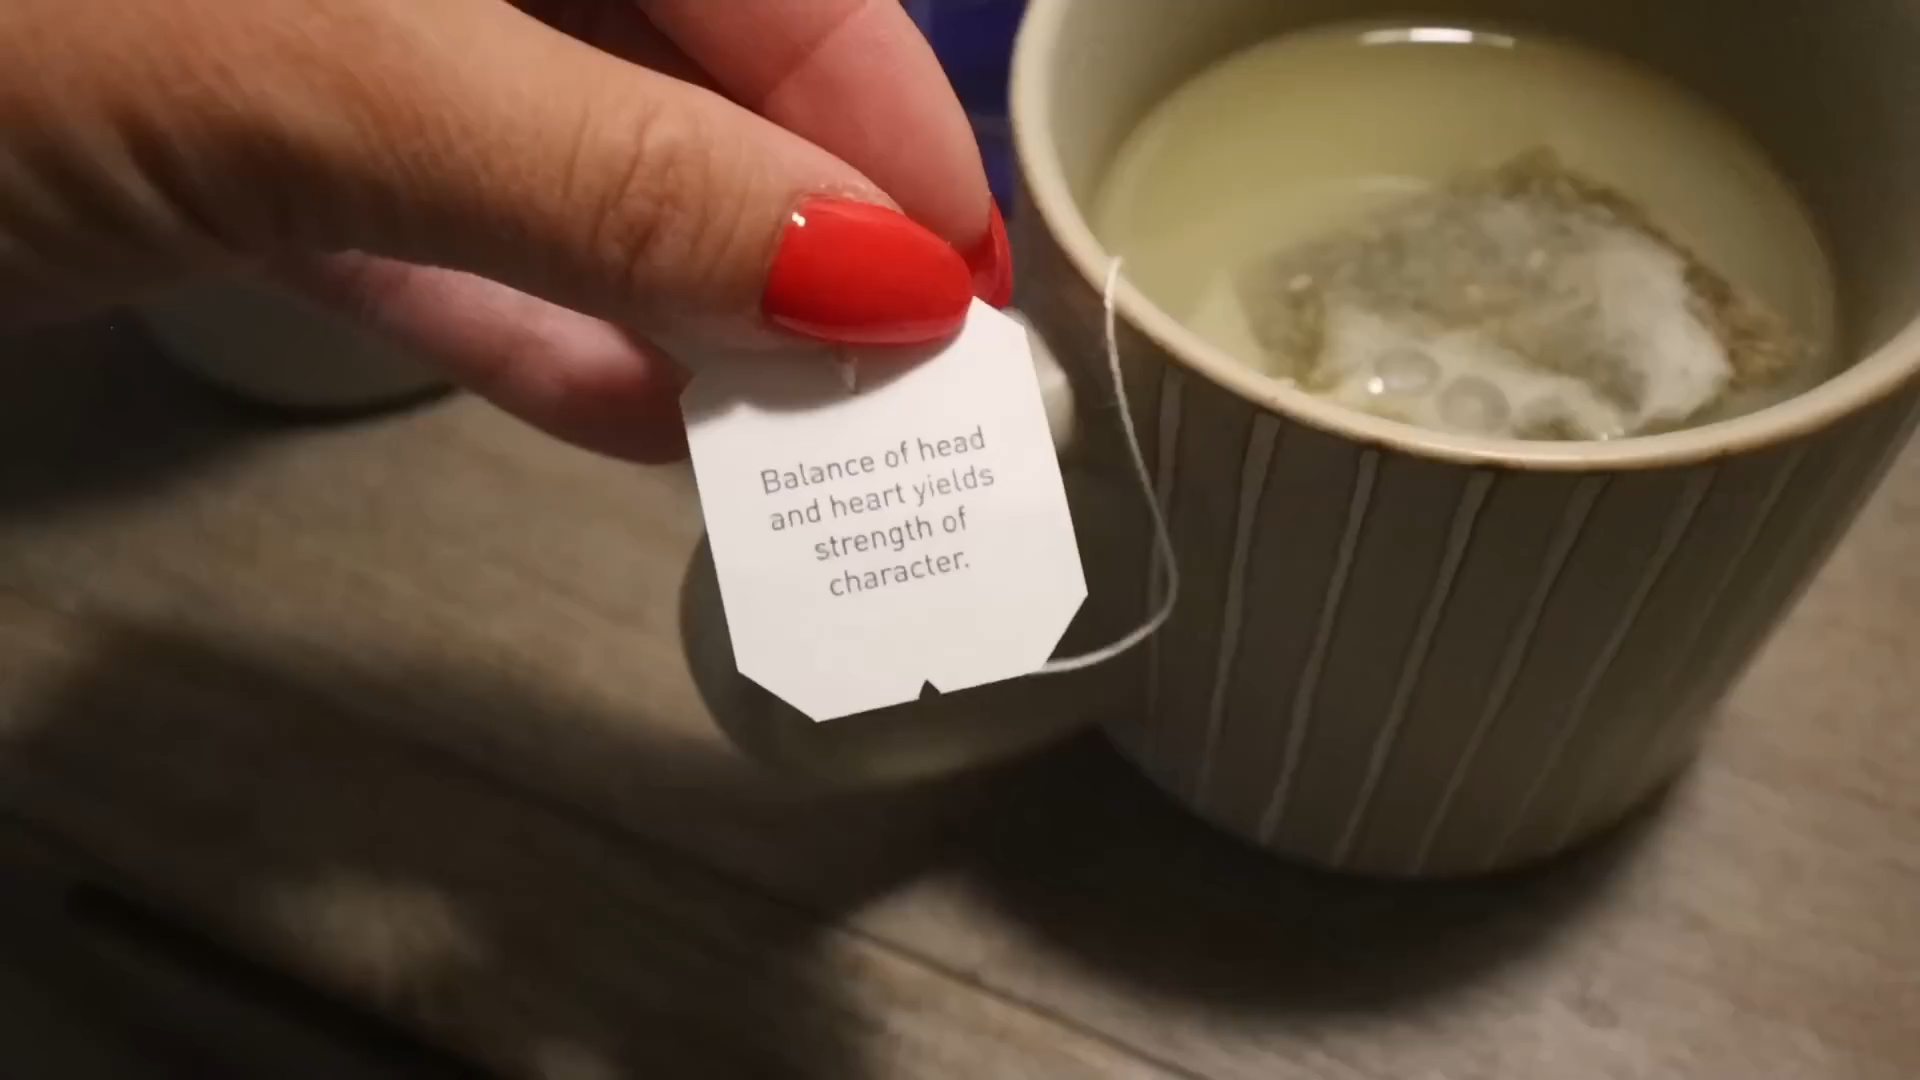 Balance of head
and heart yields
strength of
character.